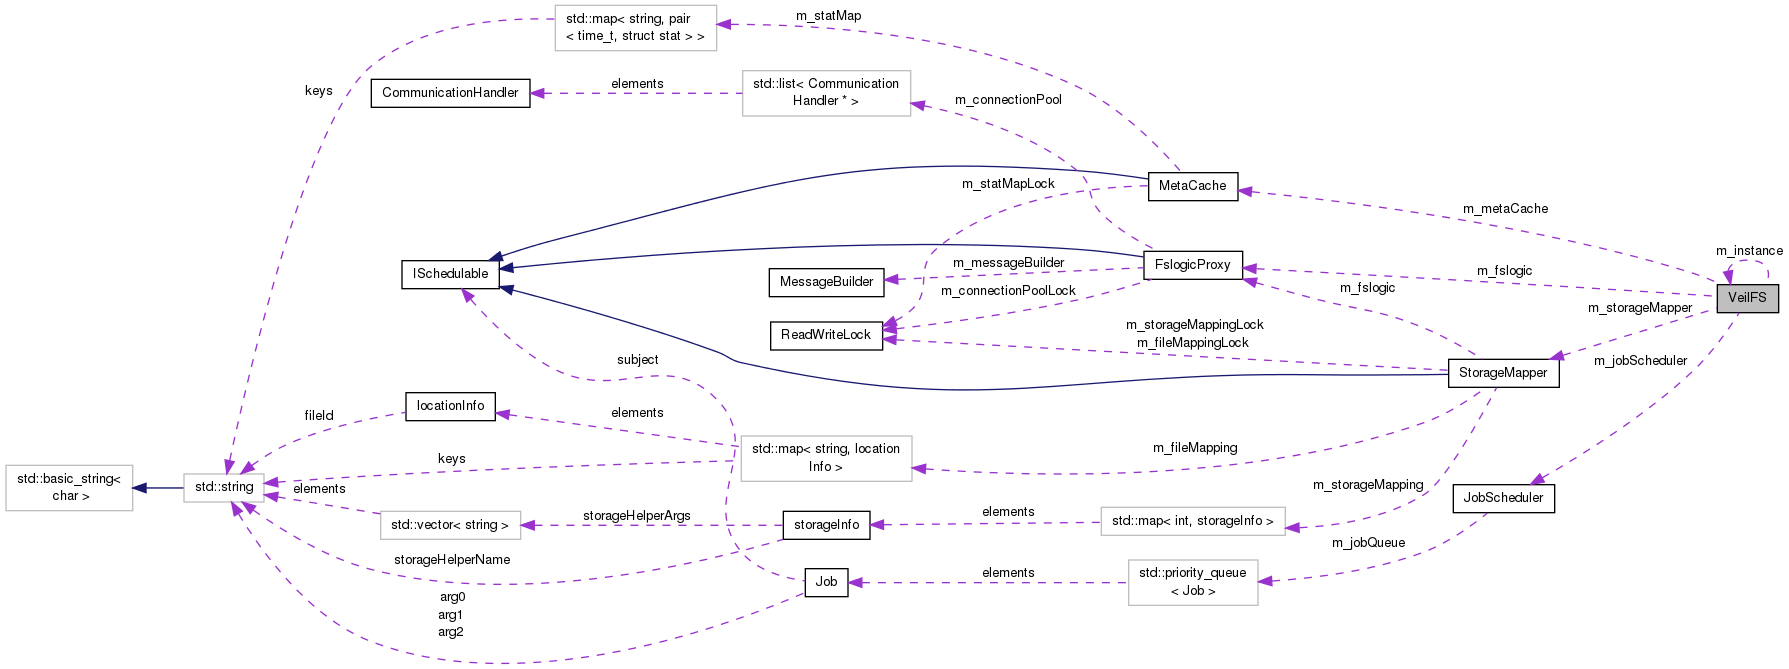 std::map< string, pair
< time_t, struct stat > >
m_statMap
keys
CommunicationHandler
elements
std::list< Communication
Handler * >
m_connectionPool
m_statMapLock
MetaCache
m_metaCache
m_instance
ISchedulable
m_messageBuilder
MessageBuilder
m_connectionPoolLock
FslogicProxy
m_fslogic
m_fslogic
VeilFS
ReadWriteLock
m_storageMappingLock
m_fileMappingLock
m_storageMapper
subject
StorageMapper
m_jobScheduler
locationInfo
fileId
elements
std::map< string, location
Info >
m_fileMapping
keys
std::basic_string<
char >
std::string
elements
m_storageMapping
JobScheduler
std::vector< string >
storageHelperArgs
storageInfo
elements
std::map< int, storageInfo >
storageHelperName
m_jobQueue
Job
elements
std::priority_queue
< Job >
arg0
arg1
arg2